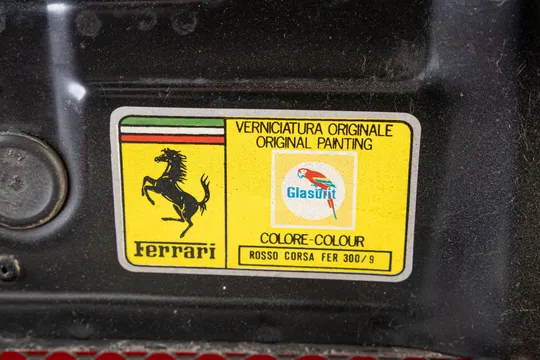 VERNICIATURA ORIGINALE
ORIGINAL PAINTING
Glasurit
COLORE-COLOUR
ROSSO CORSA FER 300/9
Ferrari